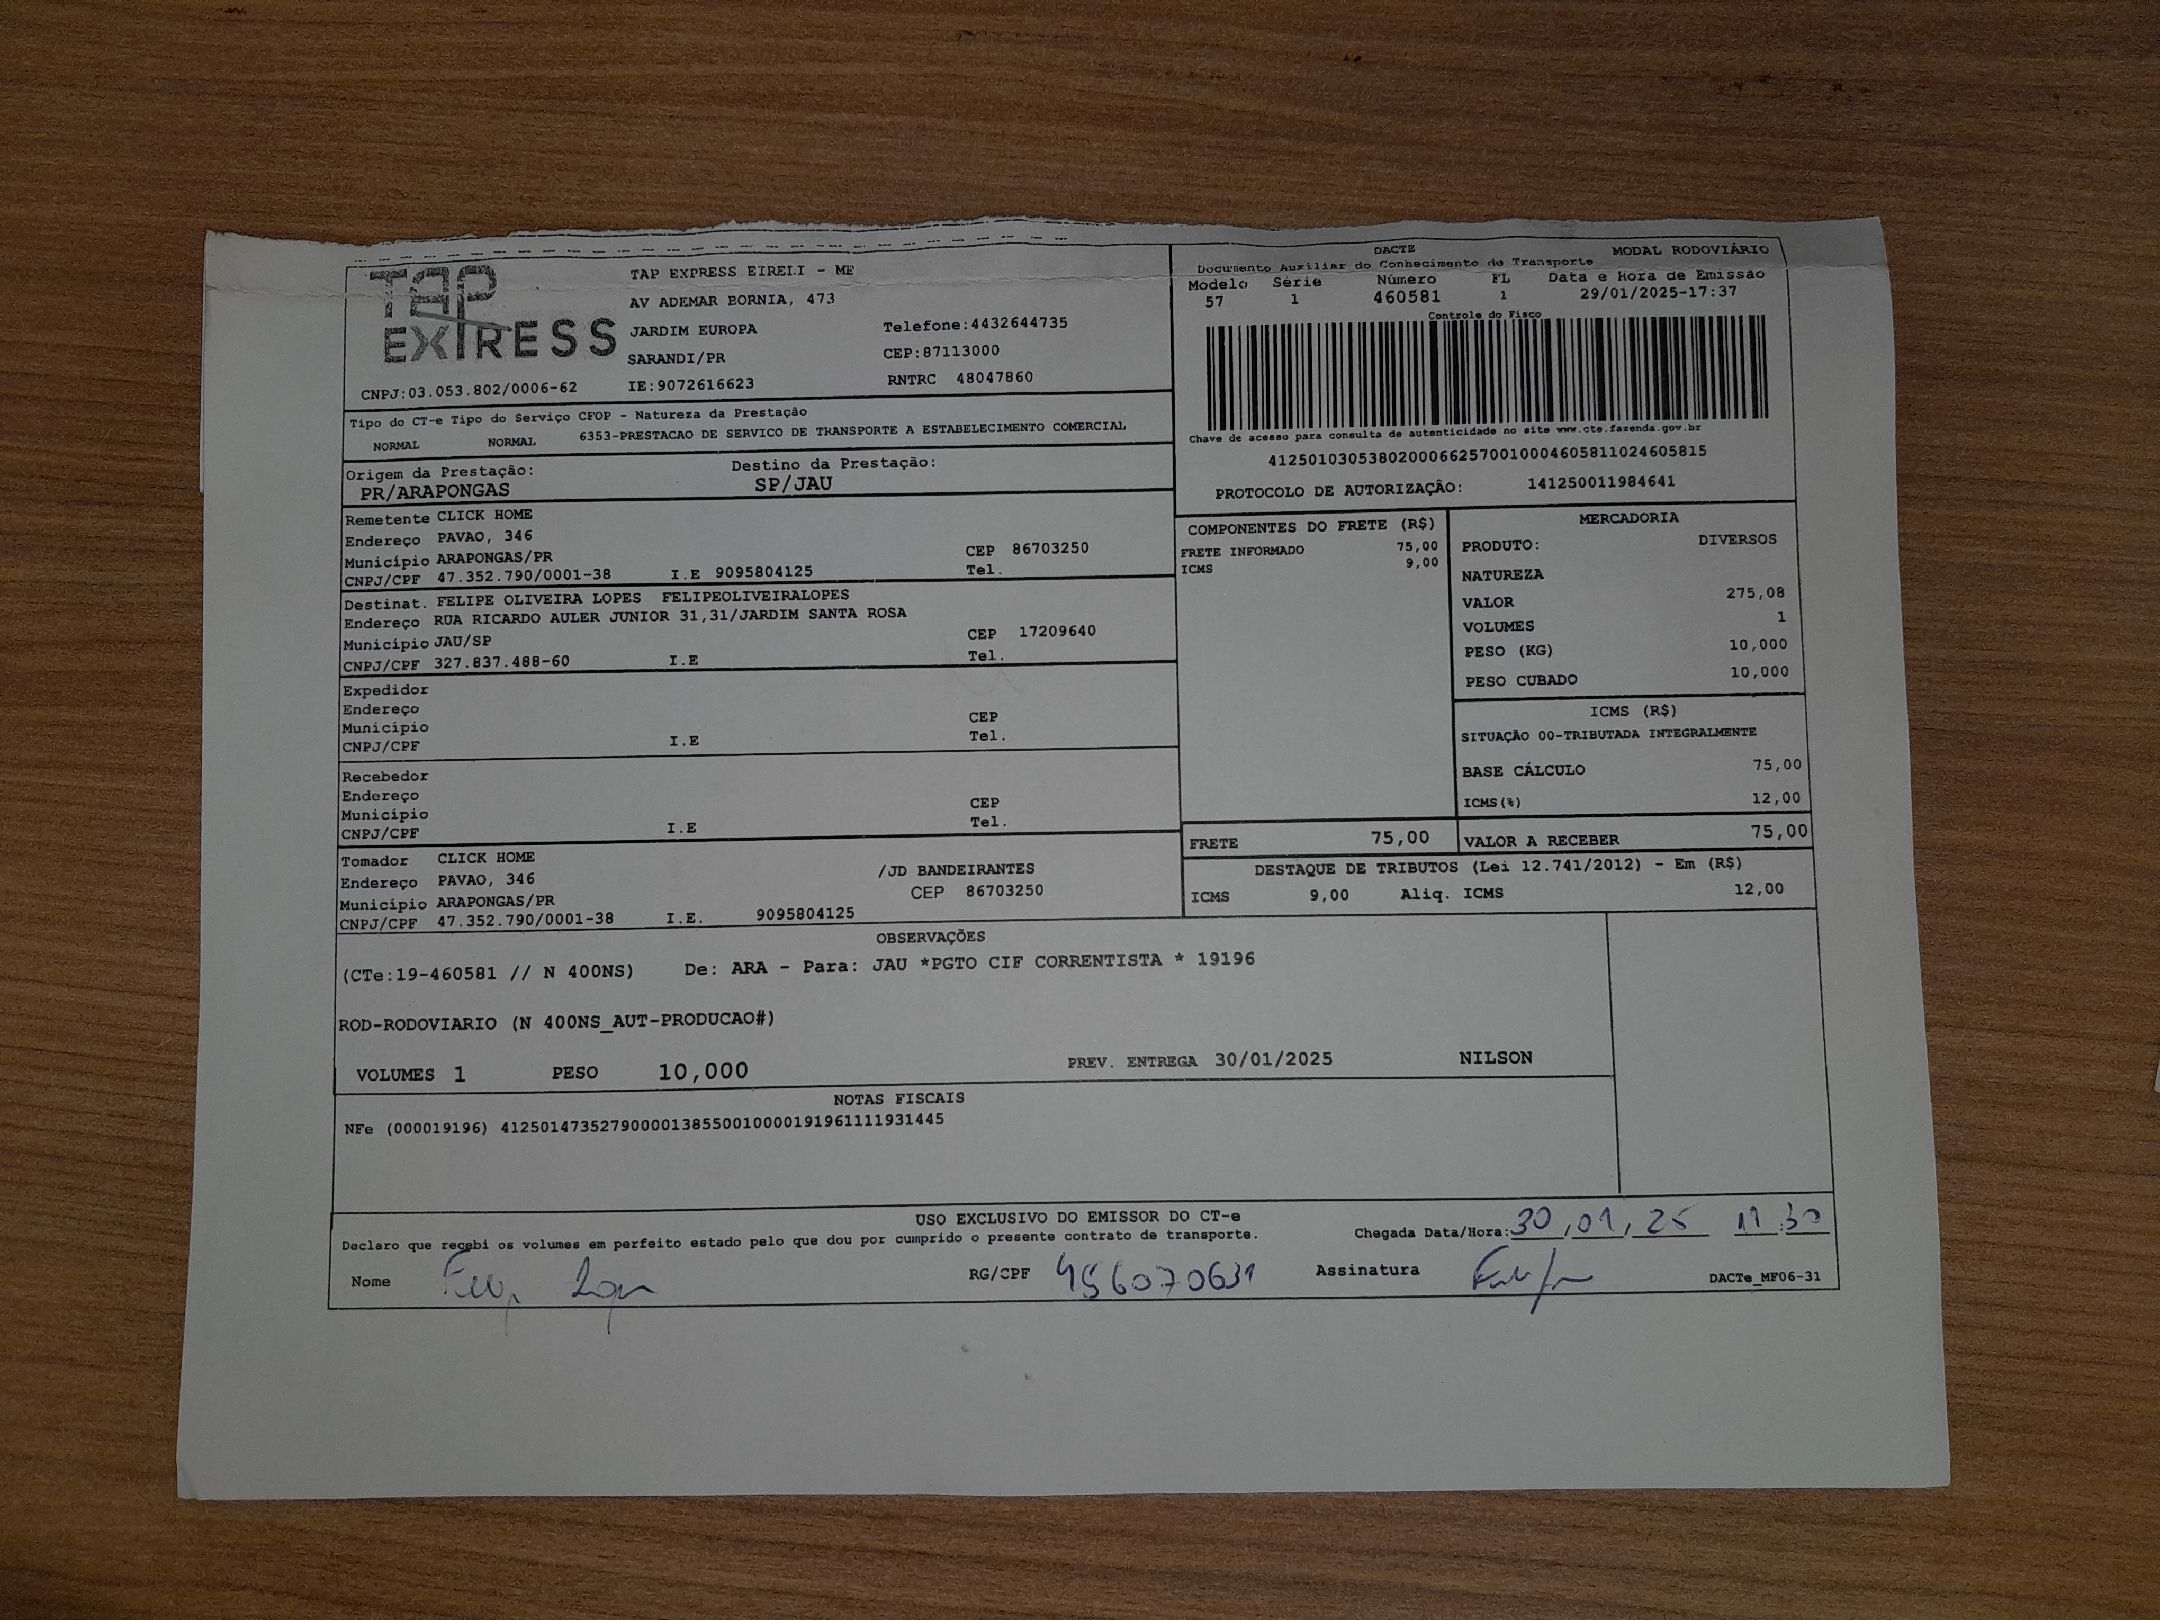 TAP EXPRESS
TAP EXPRESS EIRELI - ME
AV ADEMAR BORNIA, 473
JARDIM EUROPA Telefone:4432644735
SARANDI/PR CEP:87113000
CNPJ:03.053.802/0006-62 IE:9072616623 RNTRC 48047860
DACTE MODAL RODOVIÁRIO
Documento Auxiliar do Conhecimento de Transporte
Modelo Série Número FL Data e Hora de Emissão
57 1 460581 1 29/01/2025-17:37
Controle do Fisco
Chave de acesso para consulta de autenticidade no site www.cte.fazenda.gov.br
41250103053802000662570010004605811024605815
PROTOCOLO DE AUTORIZAÇÃO: 141250011984641
Tipo do CT-e Tipo do Serviço CFOP - Natureza da Prestação
NORMAL NORMAL 6353-PRESTACAO DE SERVICO DE TRANSPORTE A ESTABELECIMENTO COMERCIAL
Origem da Prestação: Destino da Prestação:
PR/ARAPONGAS SP/JAU
Remetente CLICK HOME
Endereço PAVAO, 346
Município ARAPONGAS/PR CEP 86703250
CNPJ/CPF 47.352.790/0001-38 I.E 9095804125 Tel.
Destinat. FELIPE OLIVEIRA LOPES FELIPEOLIVEIRALOPES
Endereço RUA RICARDO AULER JUNIOR 31,31/JARDIM SANTA ROSA
Município JAU/SP CEP 17209640
CNPJ/CPF 327.837.488-60 I.E Tel.
Expedidor
Endereço
Município CEP
CNPJ/CPF I.E Tel.
Recebedor
Endereço
Município CEP
CNPJ/CPF I.E Tel.
Tomador CLICK HOME
Endereço PAVAO, 346 /JD BANDEIRANTES
Município ARAPONGAS/PR CEP 86703250
CNPJ/CPF 47.352.790/0001-38 I.E. 9095804125
COMPONENTES DO FRETE (R$)
FRETE INFORMADO 75,00
ICMS 9,00
MERCADORIA
PRODUTO: DIVERSOS
NATUREZA
VALOR 275,08
VOLUMES 1
PESO (KG) 10,000
PESO CUBADO 10,000
ICMS (R$)
SITUAÇÃO 00-TRIBUTADA INTEGRALMENTE
BASE CÁLCULO 75,00
ICMS(%) 12,00
FRETE 75,00 VALOR A RECEBER 75,00
DESTAQUE DE TRIBUTOS (Lei 12.741/2012) - Em (R$)
ICMS 9,00 Aliq. ICMS 12,00
OBSERVAÇÕES
(CTe:19-460581 // N 400NS) De: ARA - Para: JAU *PGTO CIF CORRENTISTA * 19196
ROD-RODOVIARIO (N 400NS_AUT-PRODUCAO#)
VOLUMES 1 PESO 10,000 PREV. ENTREGA 30/01/2025 NILSON
NOTAS FISCAIS
NFe (000019196) 41250147352790000138550010000191961111931445
USO EXCLUSIVO DO EMISSOR DO CT-e
Declaro que recebi os volumes em perfeito estado pelo que dou por cumprido o presente contrato de transporte. Chegada Data/Hora: 30,01,25 11:30
Nome RG/CPF 456070631 Assinatura DACTe_MF06-31